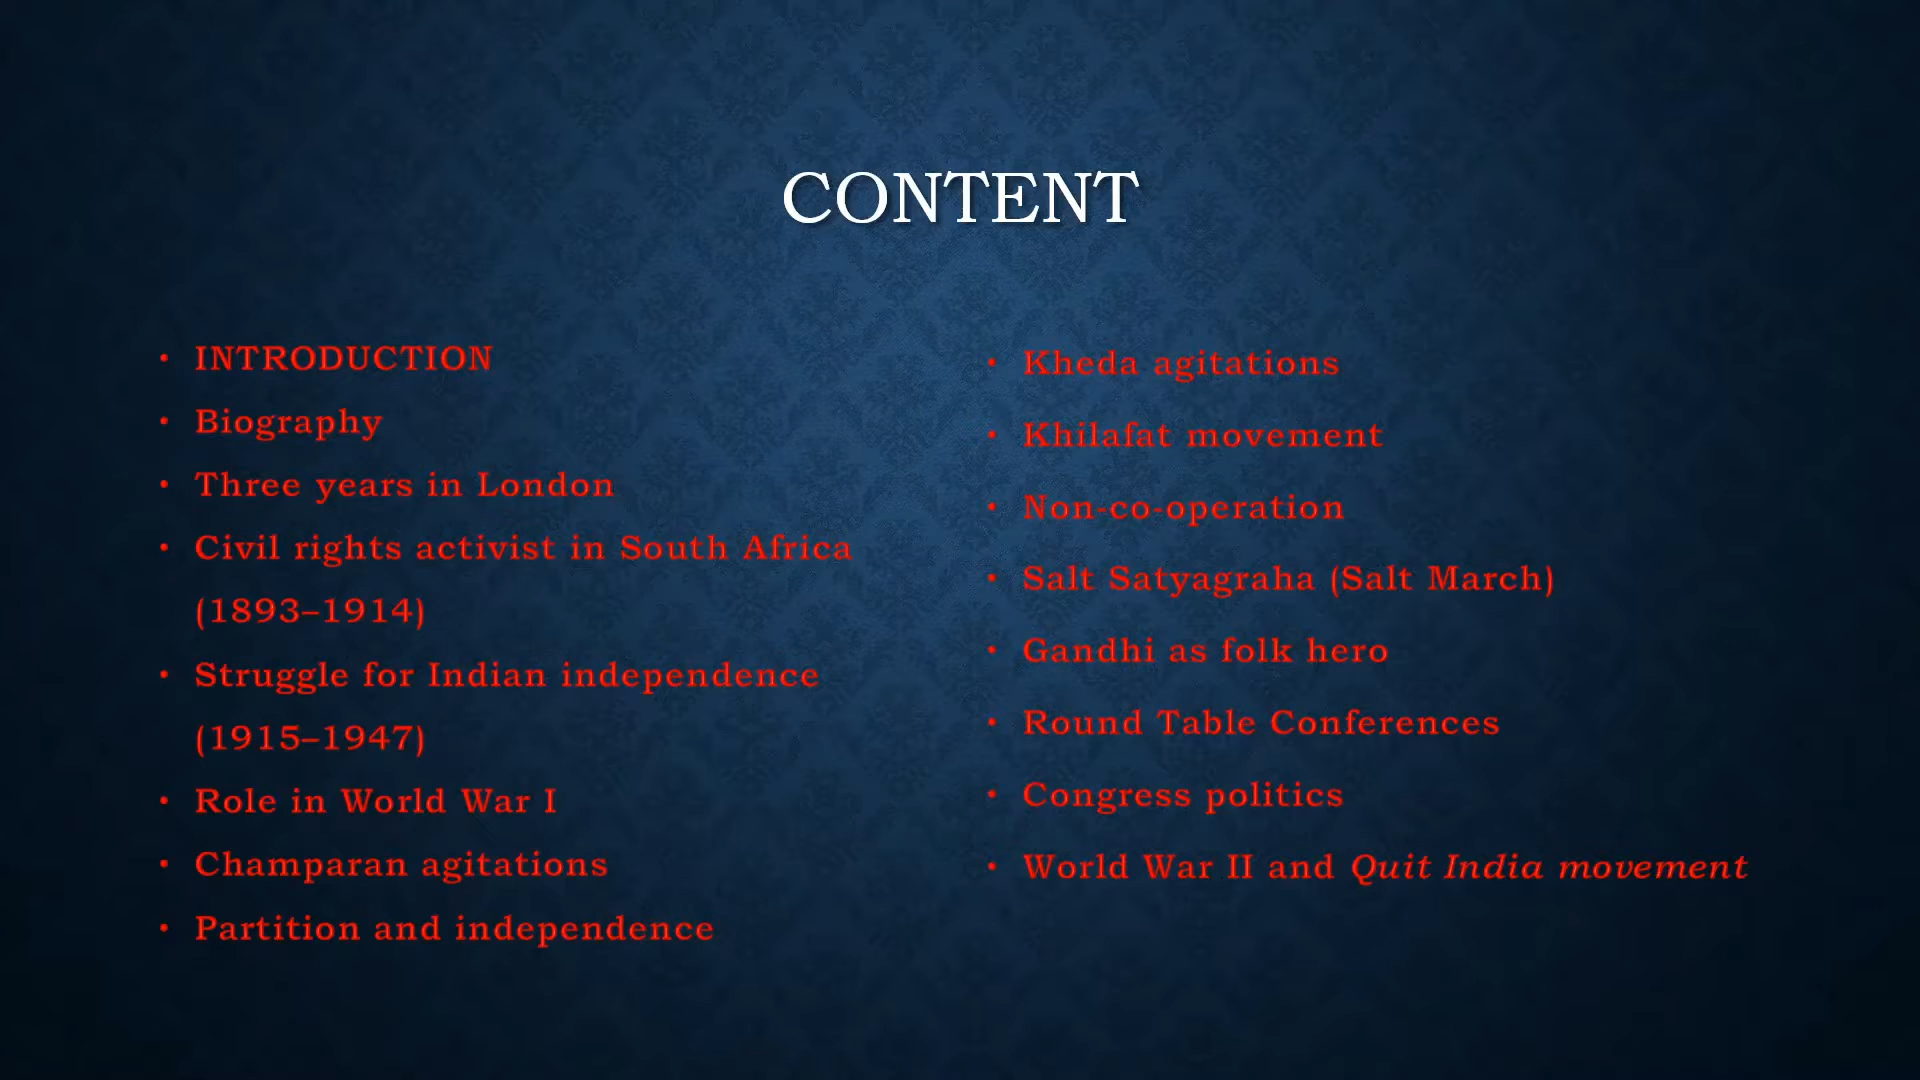 CONTENT
• INTRODUCTION
• Biography
• Three years in London
• Civil rights activist in South Africa
(1893–1914)
• Struggle for Indian independence
(1915–1947)
• Role in World War I
• Champaran agitations
• Partition and independence
• Kheda agitations
• Khilafat movement
• Non-co-operation
• Salt Satyagraha (Salt March)
• Gandhi as folk hero
• Round Table Conferences
• Congress politics
• World War II and Quit India movement